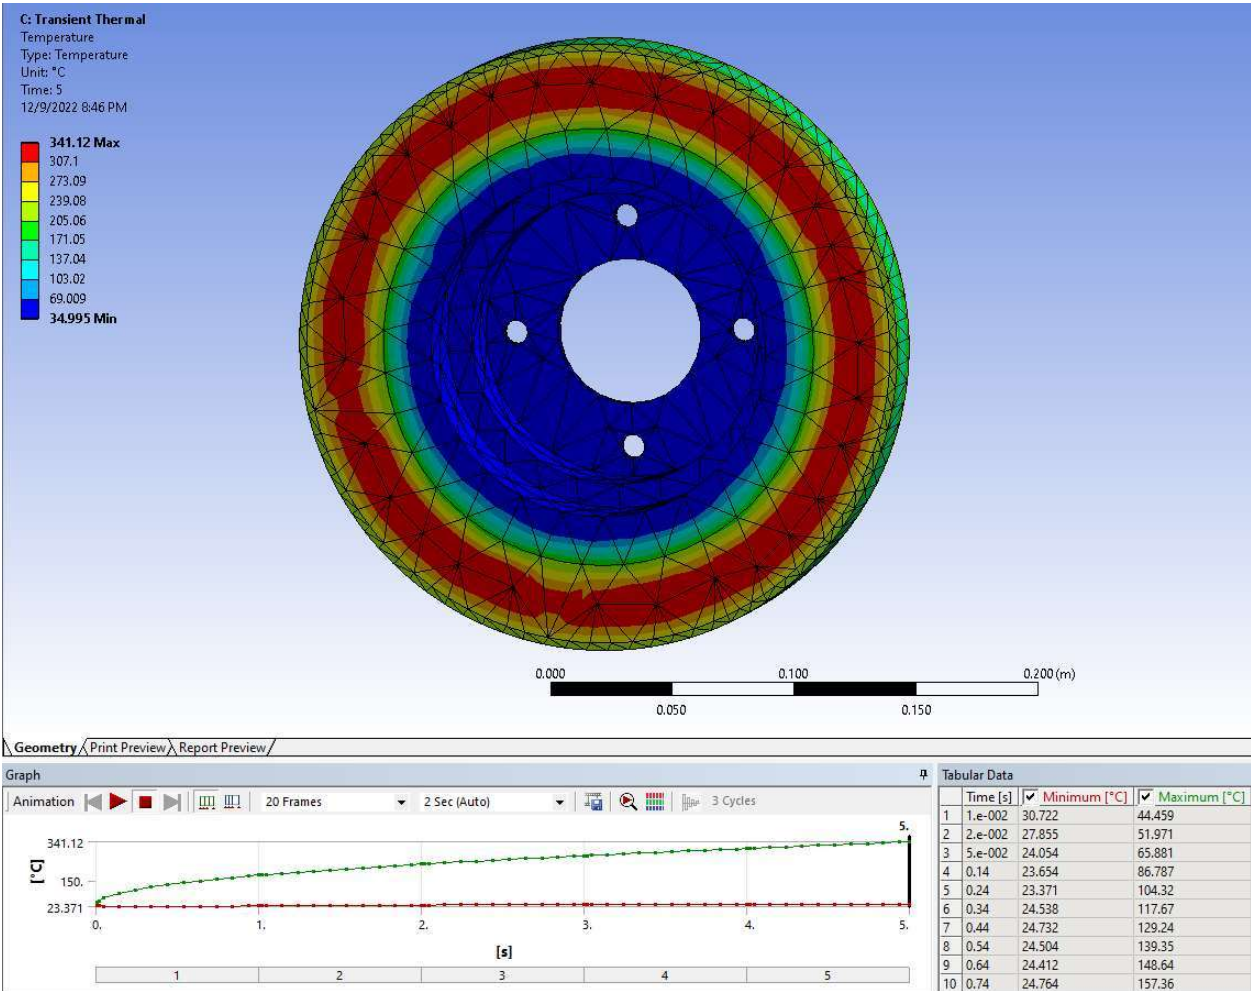 C: Transient Thermal
Temperature
Type: Temperature
Unit: °C
Time: 5
12/9/2022 8:46 PM
341.12 Max
307.1
273.09
239.08
205.06
171.05
137.04
103.02
69.009
34.995 Min
0.000 0.100 0.200 (m)
0.050 0.150
Geometry Print Preview Report Preview
Graph
Animation 20 Frames 2 Sec (Auto) 3 Cycles
5.
341.12
[°C]
150.
23.371
0. 1. 2. 3. 4. 5.
[s]
1 2 3 4 5
Tabular Data
Time [s] Minimum [°C] Maximum [°C]
1 1.e-002 30.722 44.459
2 2.e-002 27.855 51.971
3 5.e-002 24.054 65.881
4 0.14 23.654 86.787
5 0.24 23.371 104.32
6 0.34 24.538 117.67
7 0.44 24.732 129.24
8 0.54 24.504 139.35
9 0.64 24.412 148.64
10 0.74 24.764 157.36